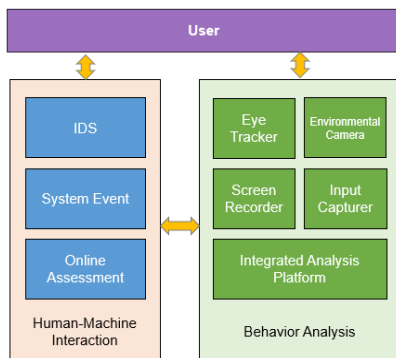 User
IDS
System Event
Online
Assessment
Human-Machine
Interaction
Eye
Tracker
Environmental
Camera
Screen
Recorder
Input
Capturer
Integrated Analysis
Platform
Behavior Analysis